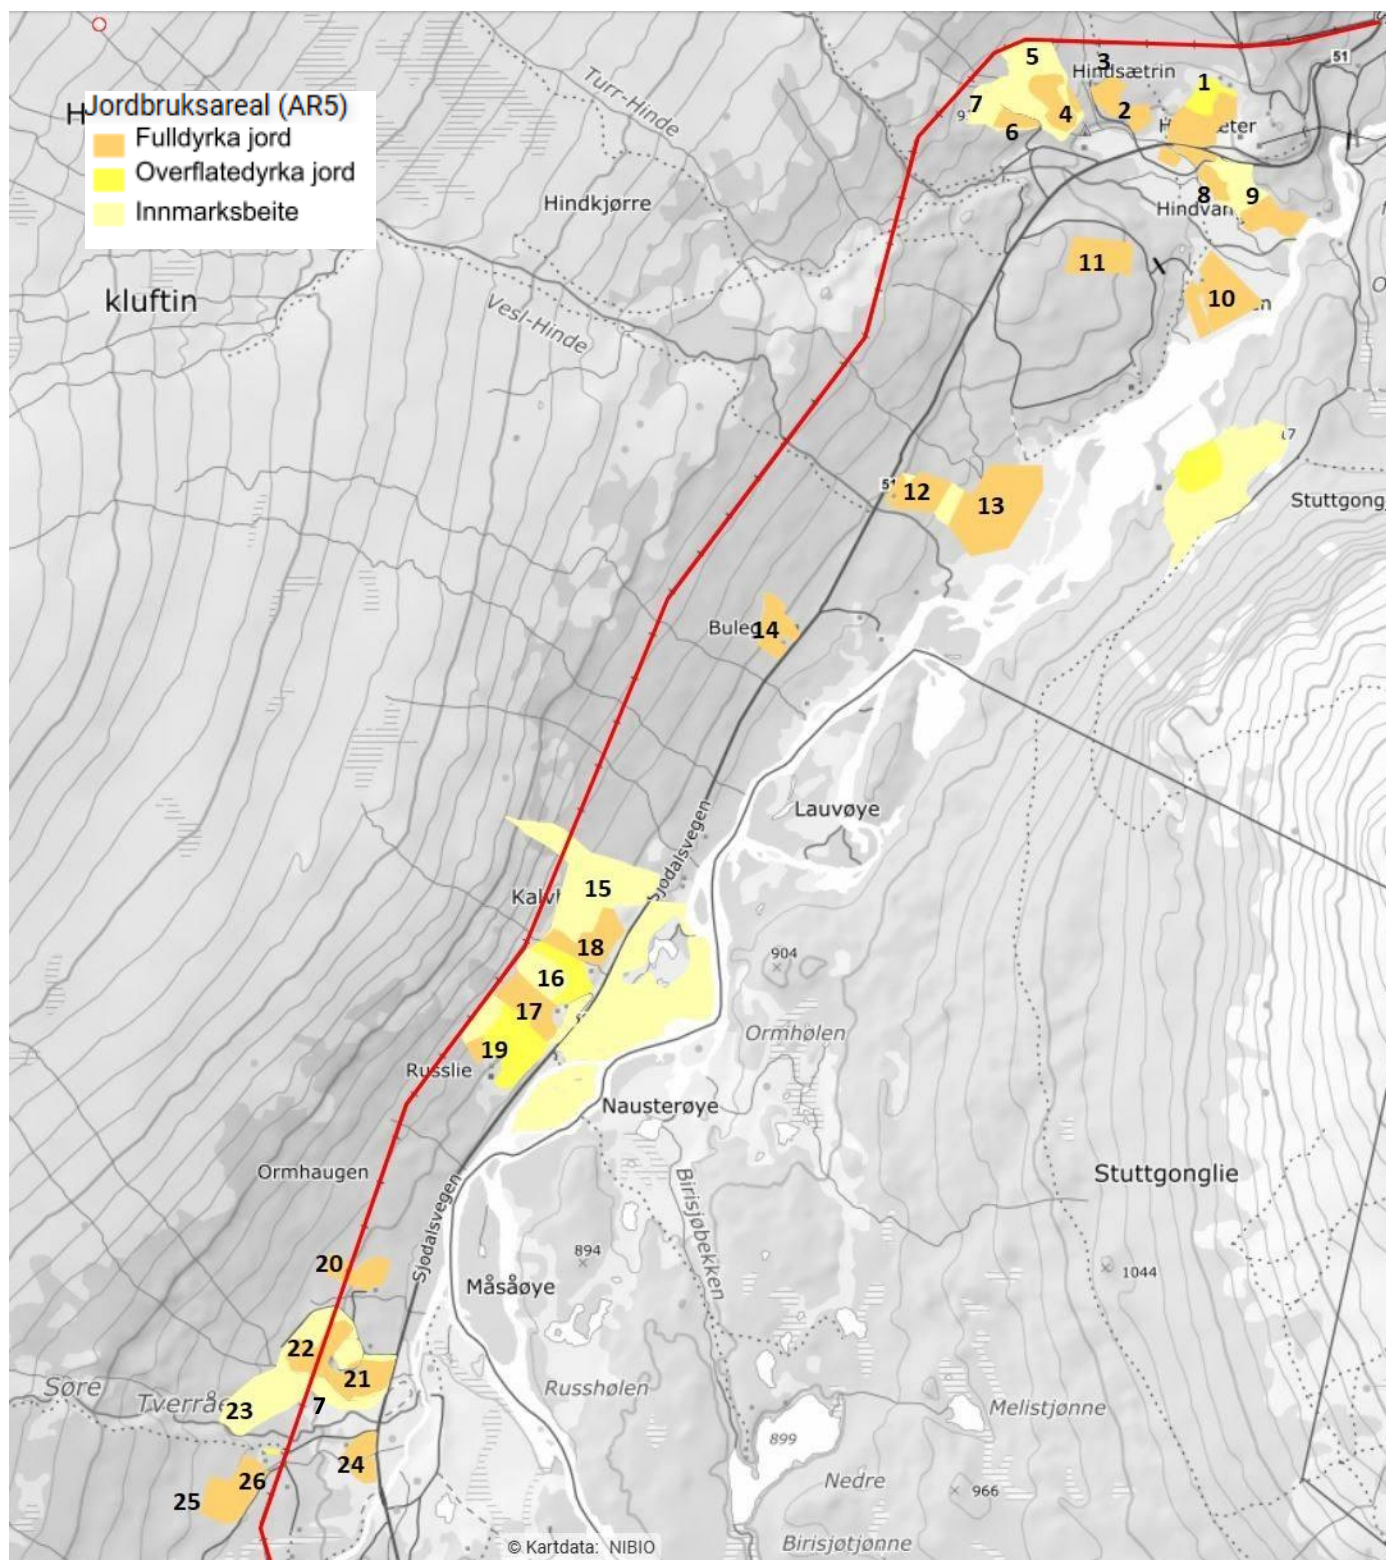 Jordbruksareal (AR5)
Fulldyrka jord
Overflatedyrka jord
Innmarksbeite
H
kluftin
Turr-Hinde
Hindkjørre
Vesl-Hinde
5
3
Hindsætrin
1
51
7
4
2
6
8
9
11
10
51
12
13
Stuttgong
14
Lauvøye
Sjodalsvegen
15
18
904
16
17
Ormhølen
19
Russlie
Nausterøye
Ormhaugen
Sjodalsvegen
Birisjøbekken
Stuttgonglie
894
20
Måsåøye
1044
22
21
Russhølen
Søre
23
7
Melistjønne
899
24
Nedre
25
26
966
Birisjøtjønne
© Kartdata: NIBIO